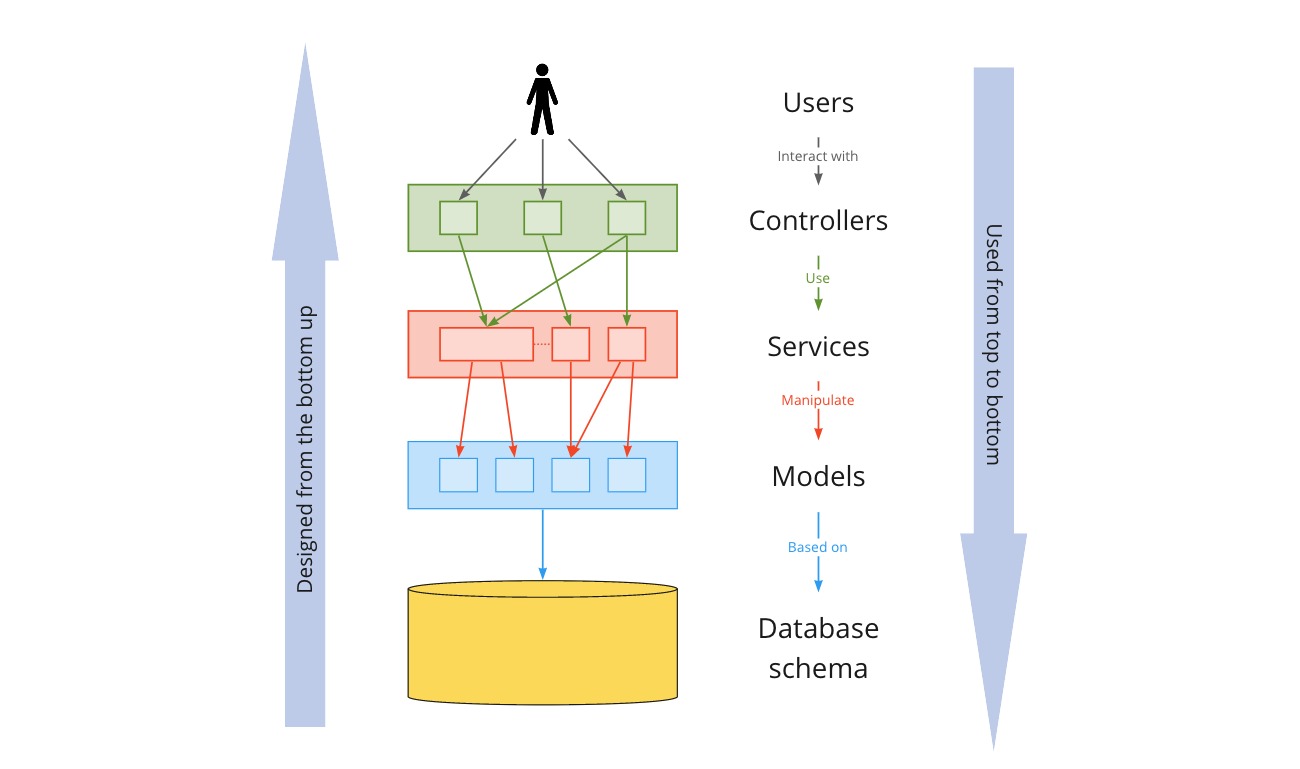 Designed from the bottom up
Users
Interact with
Controllers
Use
Services
Manipulate
Models
Based on
Database
schema
Used from top to bottom